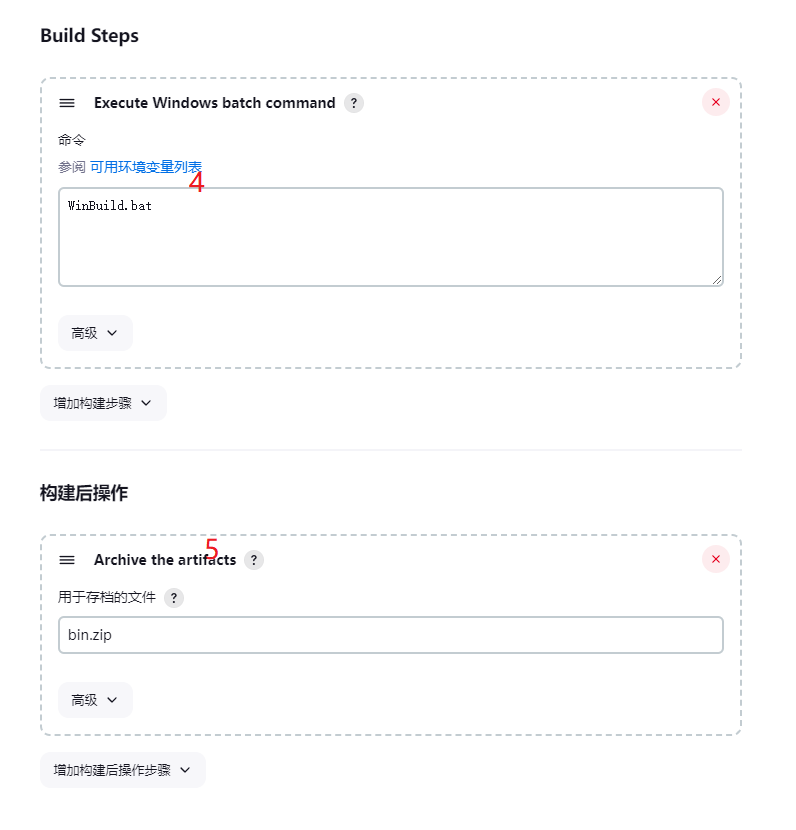 Build Steps
Execute Windows batch command ?
命令
参阅 可用环境变量列表
4
WinBuild.bat
高级
增加构建步骤
构建后操作
5
Archive the artifacts ?
用于存档的文件 ?
bin.zip
高级
增加构建后操作步骤